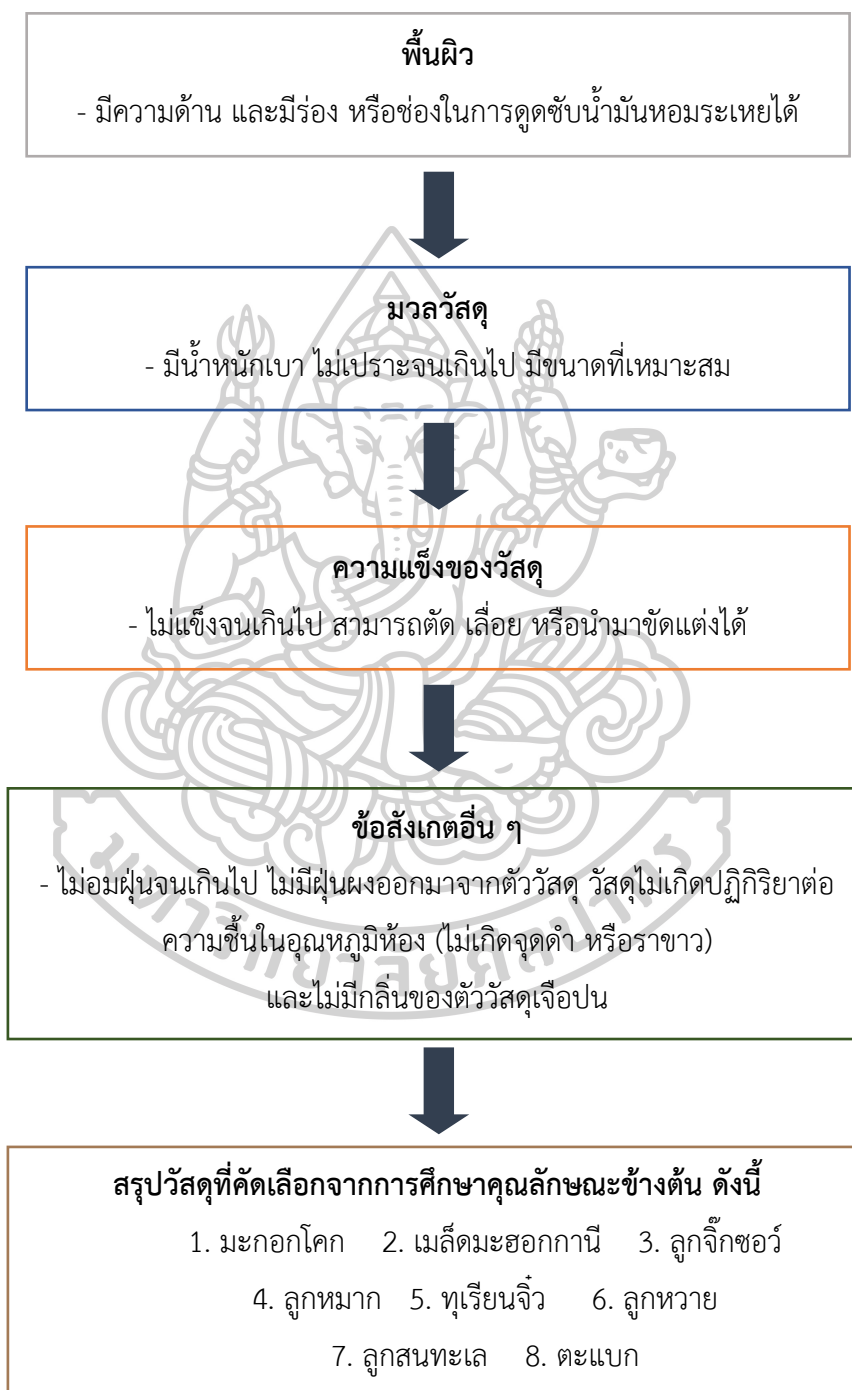 พื้นผิว
- มีความด้าน และมีร่อง หรือช่องในการดูดซับน้ำมันหอมระเหยได้
มวลวัสดุ
- มีน้ำหนักเบา ไม่เปราะจนเกินไป มีขนาดที่เหมาะสม
ความแข็งของวัสดุ
- ไม่แข็งจนเกินไป สามารถตัด เลื่อย หรือนำมาขัดแต่งได้
ข้อสังเกตอื่น ๆ
- ไม่อมฝุ่นจนเกินไป ไม่มีฝุ่นผงออกมาจากตัววัสดุ วัสดุไม่เกิดปฏิกิริยาต่อ
ความชื้นในอุณหภูมิห้อง (ไม่เกิดจุดดำ หรือราขาว)
และไม่มีกลิ่นของตัววัสดุเจือปน
มหาวิทยาลัยศิลปากร
สรุปวัสดุที่คัดเลือกจากการศึกษาคุณลักษณะข้างต้น ดังนี้
1. มะกอกโคก 2. เมล็ดมะฮอกกานี 3. ลูกจิ๊กซอว์
4. ลูกหมาก 5. ทุเรียนจิ๋ว 6. ลูกหวาย
7. ลูกสนทะเล 8. ตะแบก